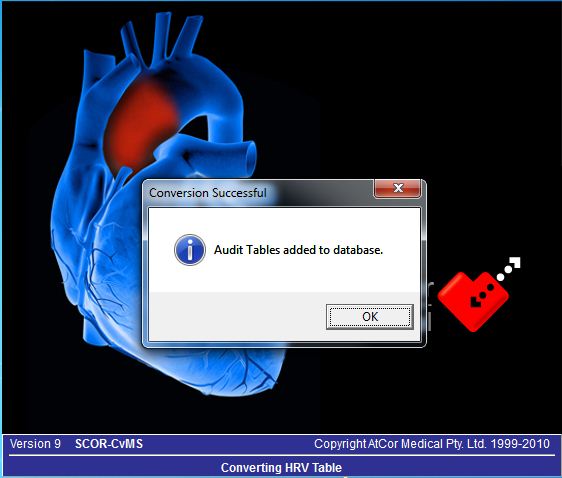 Conversion Successful
Audit Tables added to database.
OK
Version 9 SCOR-CvMS Copyright AtCor Medical Pty. Ltd. 1999-2010
Converting HRV Table